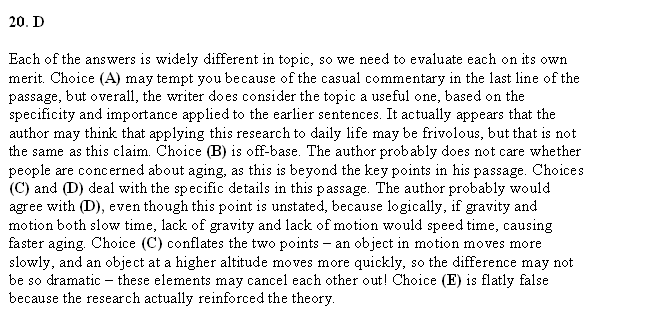 20. D
Each of the answers is widely different in topic, so we need to evaluate each on its own
merit. Choice (A) may tempt you because of the casual commentary in the last line of the
passage, but overall, the writer does consider the topic a useful one, based on the
specificity and importance applied to the earlier sentences. It actually appears that the
author may think that applying this research to daily life may be frivolous, but that is not
the same as this claim. Choice (B) is off-base. The author probably does not care whether
people are concerned about aging, as this is beyond the key points in his passage. Choices
(C) and (D) deal with the specific details in this passage. The author probably would
agree with (D), even though this point is unstated, because logically, if gravity and
motion both slow time, lack of gravity and lack of motion would speed time, causing
faster aging. Choice (C) conflates the two points – an object in motion moves more
slowly, and an object at a higher altitude moves more quickly, so the difference may not
be so dramatic – these elements may cancel each other out! Choice (E) is flatly false
because the research actually reinforced the theory.